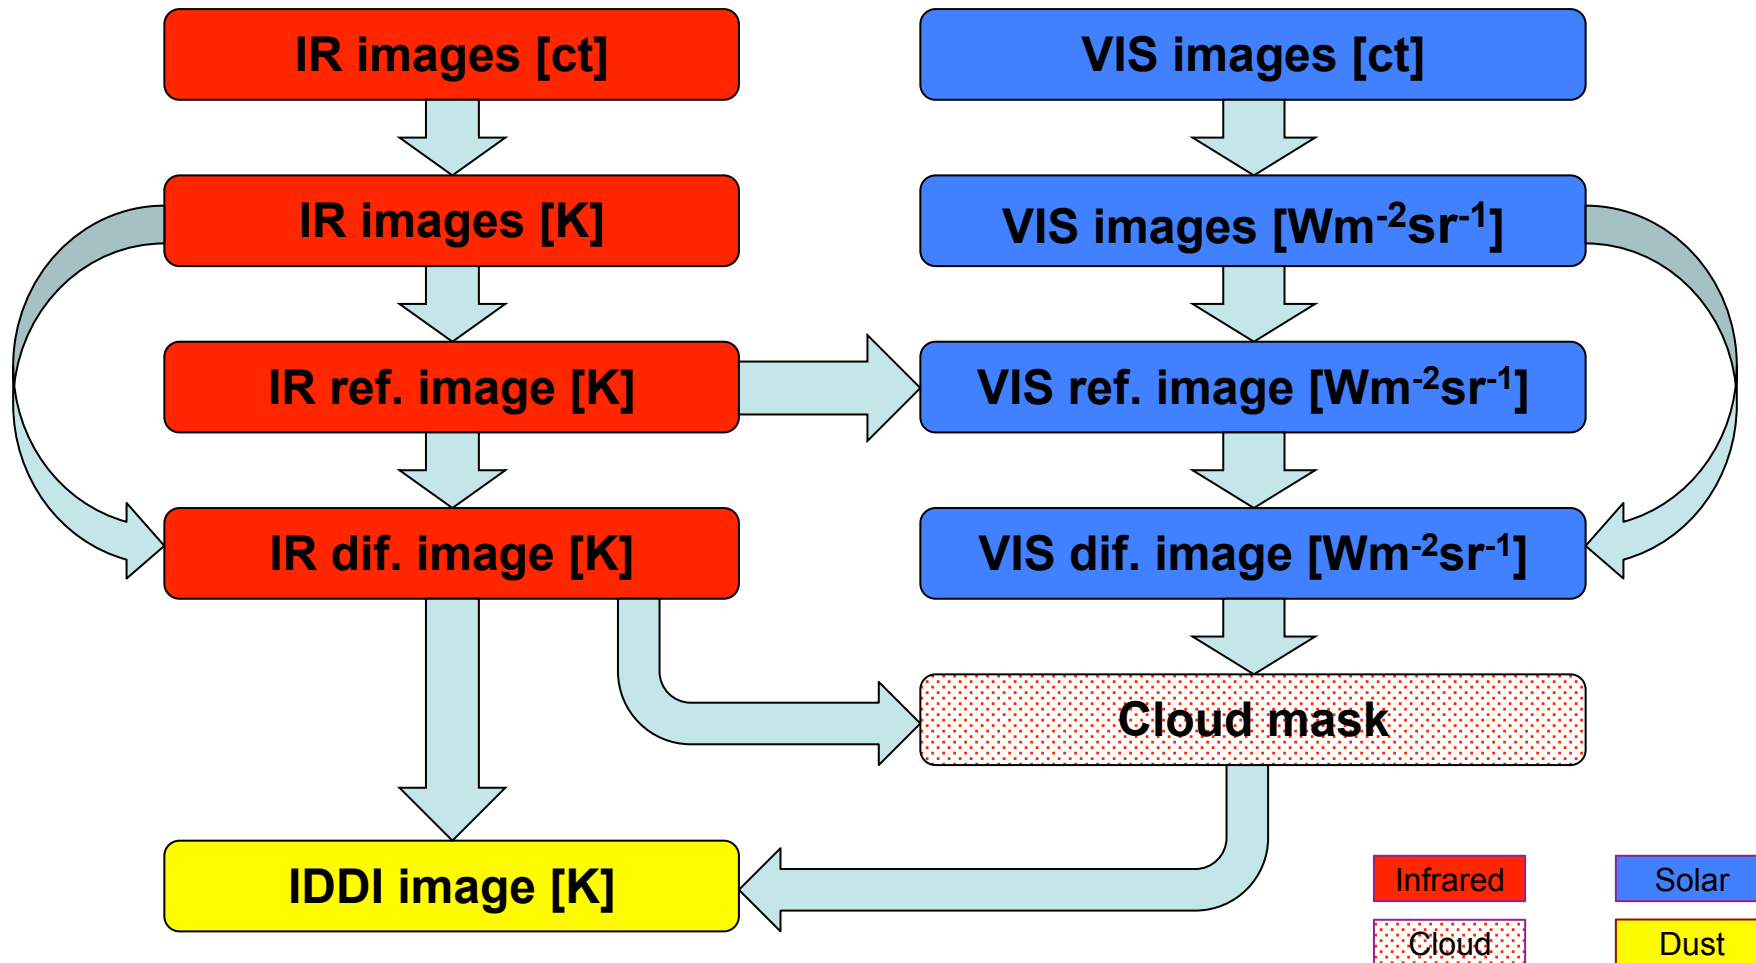 IR images [ct]
VIS images [ct]
IR images [K]
VIS images [Wm⁻²sr⁻¹]
IR ref. image [K]
VIS ref. image [Wm⁻²sr⁻¹]
IR dif. image [K]
VIS dif. image [Wm⁻²sr⁻¹]
Cloud mask
IDDI image [K]
Infrared
Solar
Cloud
Dust